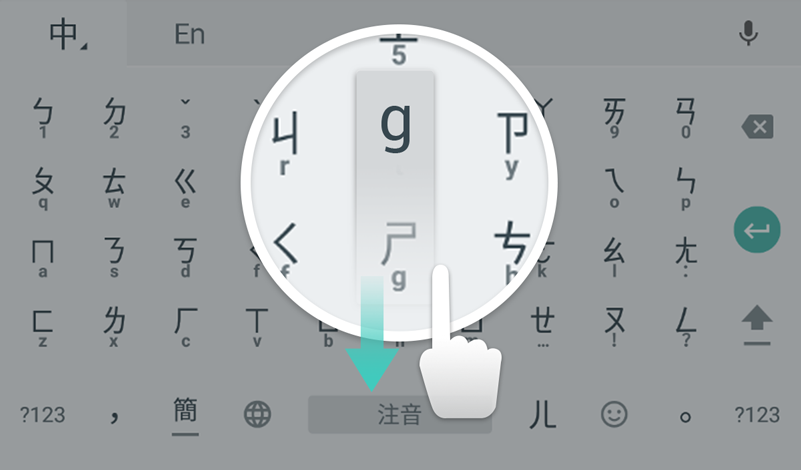 中 En
ㄅ ㄉ ˇ ˋ ㄚ ㄞ ㄢ
1 2 3 5 9 0
ㄆ ㄊ ㄍ ㄐ g ㄗ ㄟ ㄣ
q w e r y o p
ㄇ ㄋ ㄎ ㄑ ㄕ ㄘ ㄜ ㄠ ㄤ
a s d f g h k l :
ㄈ ㄌ ㄏ ㄒ ㄖ ㄙ ㄩ ㄝ ㄡ ㄥ
z x c v b n … ! ?
?123 , 簡 注音 ㄦ 。 ?123